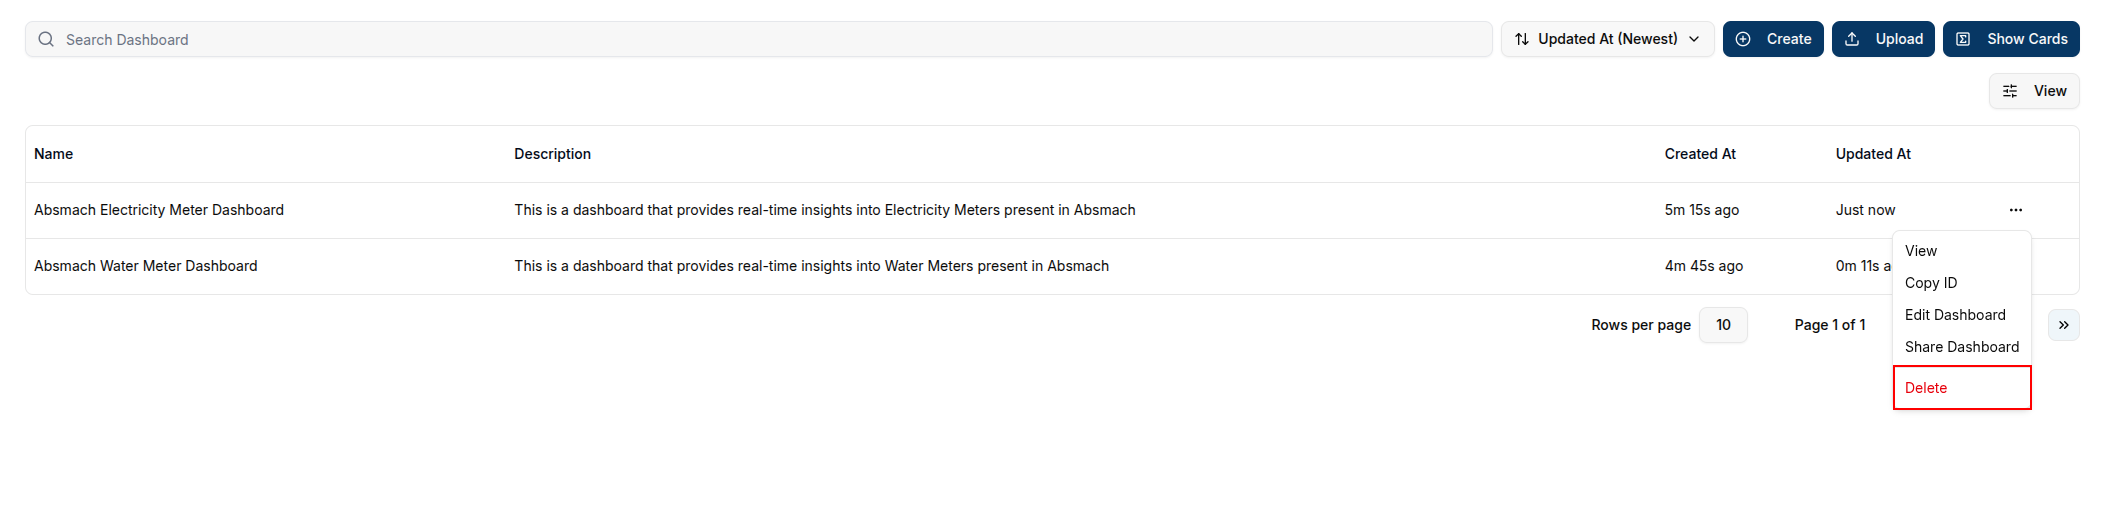 Search Dashboard
Updated At (Newest)
Create
Upload
Show Cards
View
Name Description Created At Updated At
Absmach Electricity Meter Dashboard This is a dashboard that provides real-time insights into Electricity Meters present in Absmach 5m 15s ago Just now
Absmach Water Meter Dashboard This is a dashboard that provides real-time insights into Water Meters present in Absmach 4m 45s ago 0m 11s a
View
Copy ID
Edit Dashboard
Share Dashboard
Delete
Rows per page 10 Page 1 of 1